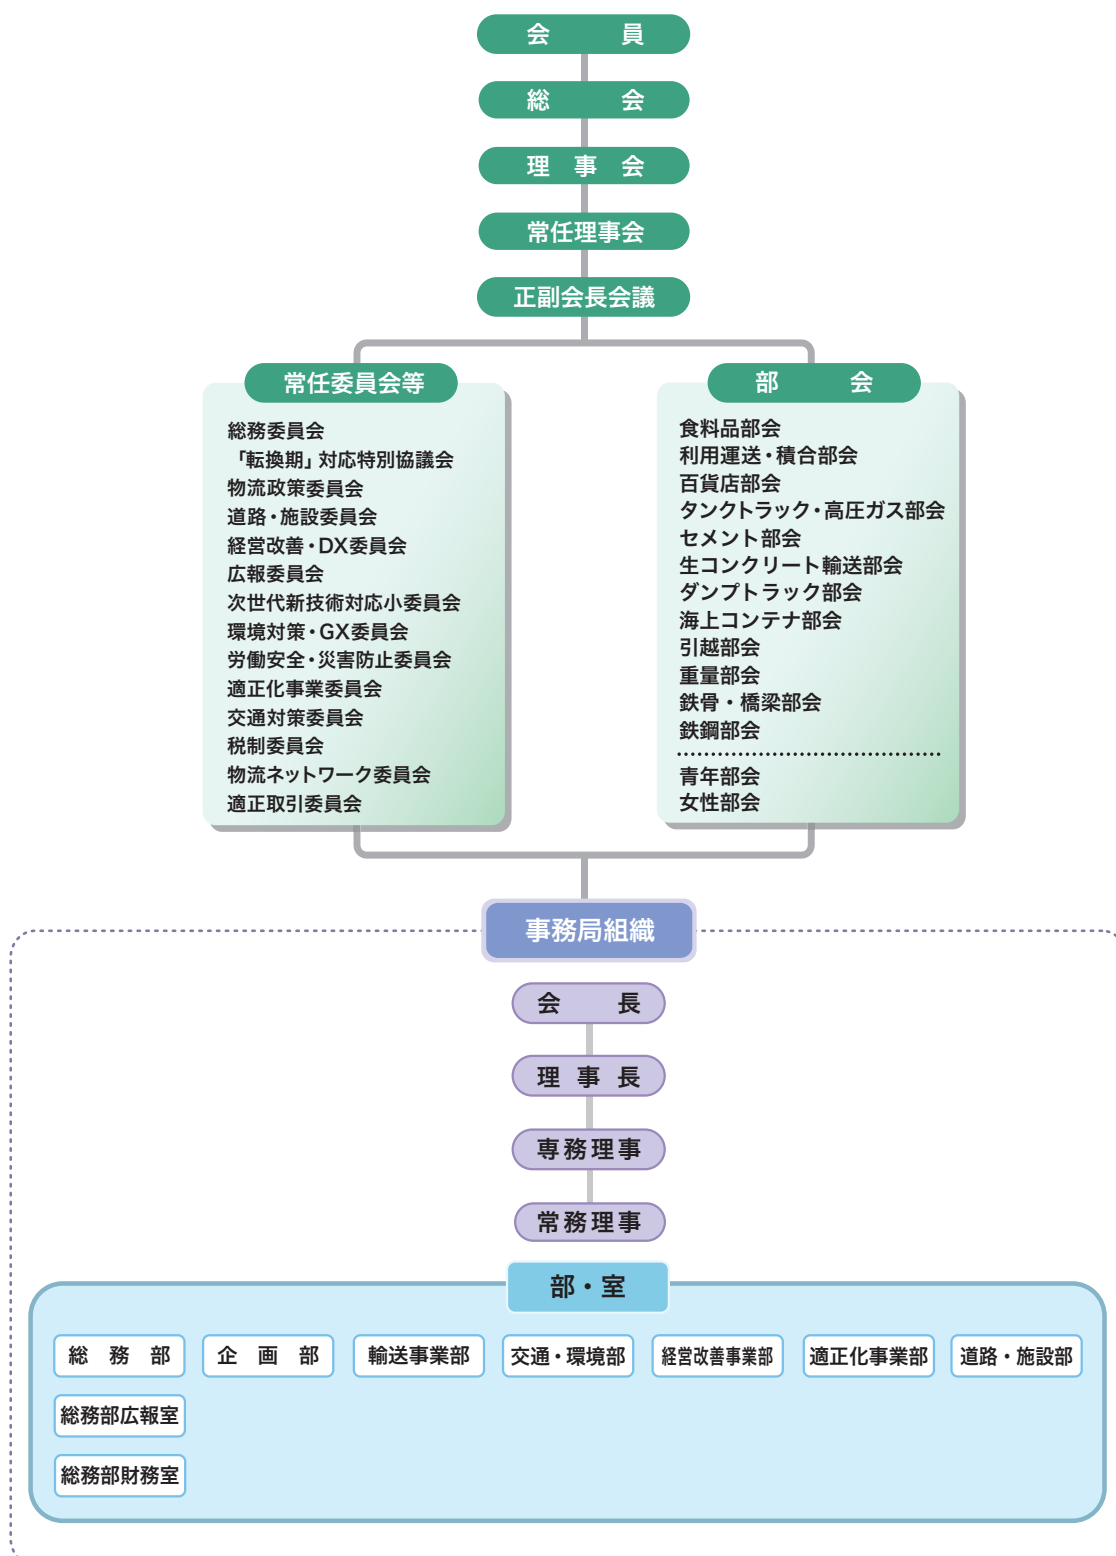 会員
総会
理事会
常任理事会
正副会長会議
常任委員会等
総務委員会
「転換期」対応特別協議会
物流政策委員会
道路・施設委員会
経営改善・DX委員会
広報委員会
次世代新技術対応小委員会
環境対策・GX委員会
労働安全・災害防止委員会
適正化事業委員会
交通対策委員会
税制委員会
物流ネットワーク委員会
適正取引委員会
部会
食料品部会
利用運送・積合部会
百貨店部会
タンクトラック・高圧ガス部会
セメント部会
生コンクリート輸送部会
ダンプトラック部会
海上コンテナ部会
引越部会
重量部会
鉄骨・橋梁部会
鉄鋼部会
青年部会
女性部会
事務局組織
会長
理事長
専務理事
常務理事
部・室
総務部
企画部
輸送事業部
交通・環境部
経営改善事業部
適正化事業部
道路・施設部
総務部広報室
総務部財務室